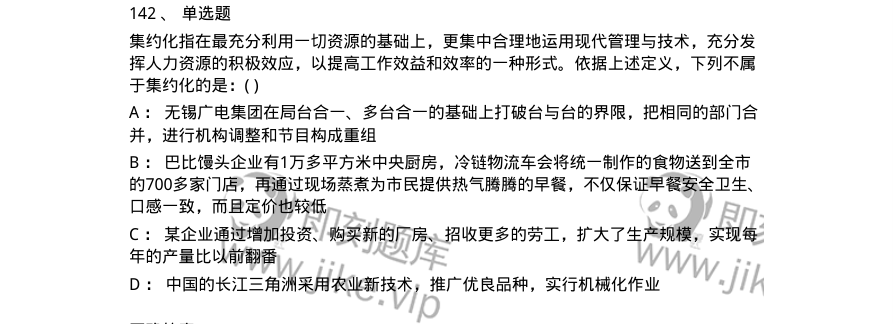 142 、 单选题
集约化指在最充分利用一切资源的基础上，更集中合理地运用现代管理与技术，充分发
挥人力资源的积极效应，以提高工作效益和效率的一种形式。依据上述定义，下列不属
于集约化的是：( )
A ： 无锡广电集团在局台合一、多台合一的基础上打破台与台的界限，把相同的部门合
并，进行机构调整和节目构成重组
B ： 巴比馒头企业有1万多平方米中央厨房，冷链物流车会将统一制作的食物送到全市
的700多家门店，再通过现场蒸煮为市民提供热气腾腾的早餐，不仅保证早餐安全卫生、
口感一致，而且定价也较低
C ： 某企业通过增加投资、购买新的厂房、招收更多的劳工，扩大了生产规模，实现每
年的产量比以前翻番
D ： 中国的长江三角洲采用农业新技术，推广优良品种，实行机械化作业
即刻题库
www.jike.vip
即刻
www.jik